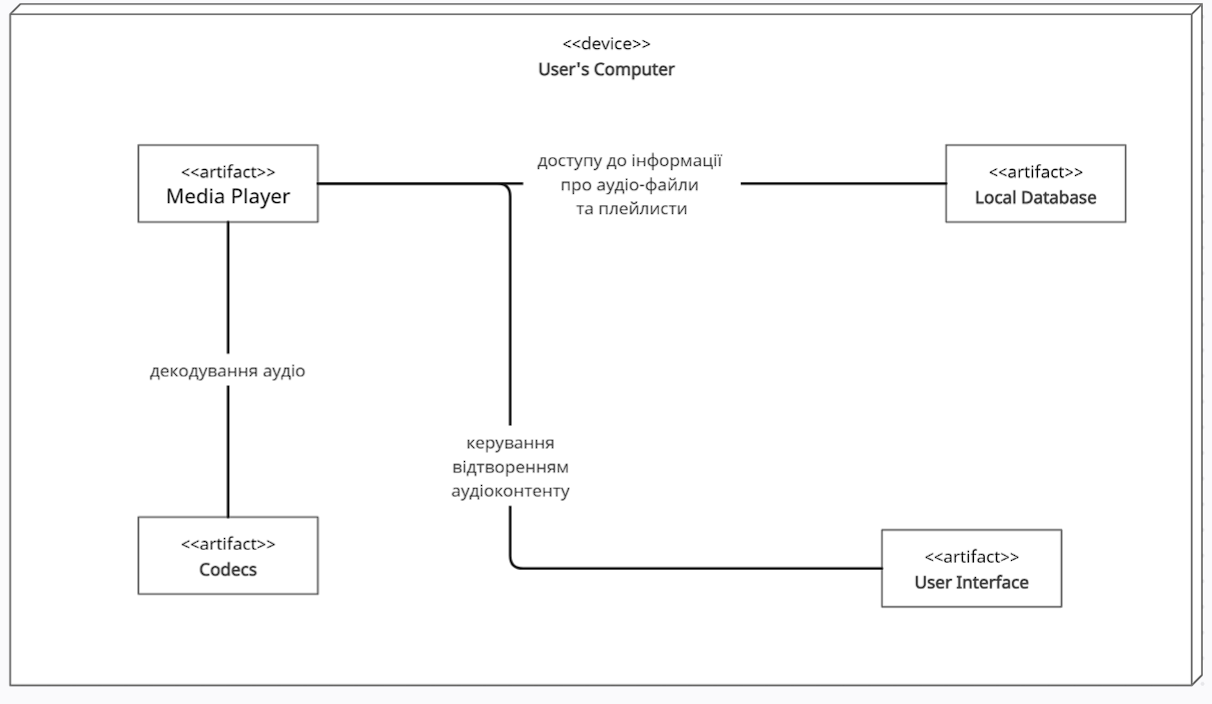 <<device>>
User's Computer
<<artifact>>
Media Player
доступу до інформації
про аудіо-файли
та плейлисти
<<artifact>>
Local Database
декодування аудіо
керування
відтворенням
аудіоконтенту
<<artifact>>
Codecs
<<artifact>>
User Interface